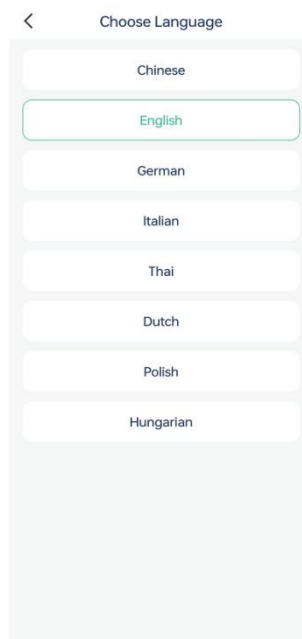 Choose Language
Chinese
English
German
Italian
Thai
Dutch
Polish
Hungarian